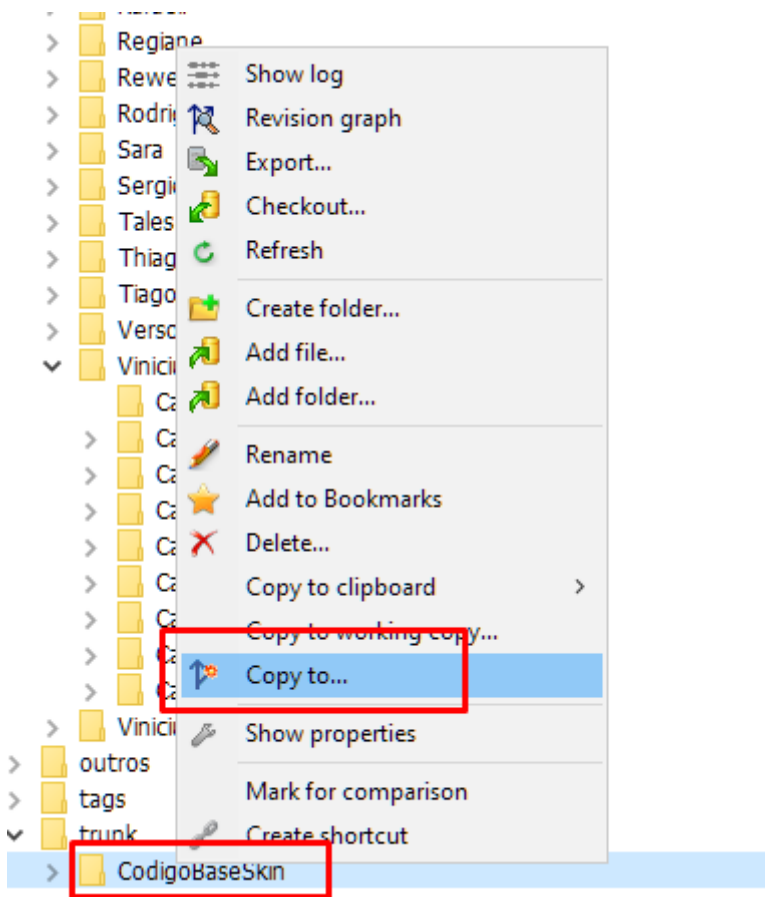 Regiane
Show log
Revision graph
Sara
Export...
Checkout...
Tales
Refresh
Create folder...
Add file...
Add folder...
Rename
Add to Bookmarks
Delete...
Copy to clipboard
Copy to working copy...
Copy to...
Show properties
outros
tags
Mark for comparison
trunk
Create shortcut
CodigoBaseSkin